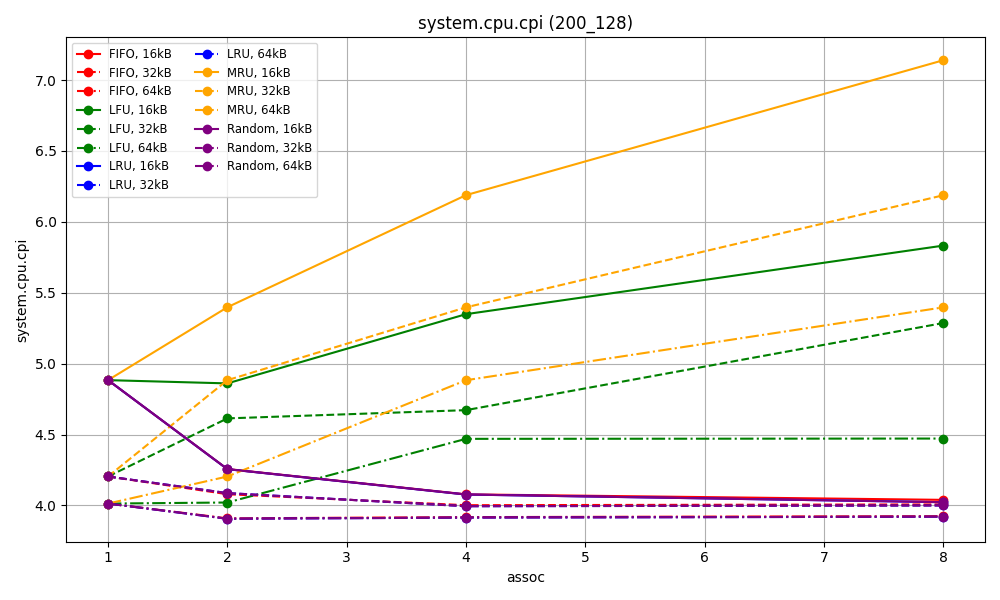 system.cpu.cpi (200_128)
FIFO, 16kB
FIFO, 32kB
FIFO, 64kB
LFU, 16kB
LFU, 32kB
LFU, 64kB
LRU, 16kB
LRU, 32kB
LRU, 64kB
MRU, 16kB
MRU, 32kB
MRU, 64kB
Random, 16kB
Random, 32kB
Random, 64kB
system.cpu.cpi
7.0
6.5
6.0
5.5
5.0
4.5
4.0
1 2 3 4 5 6 7 8
assoc